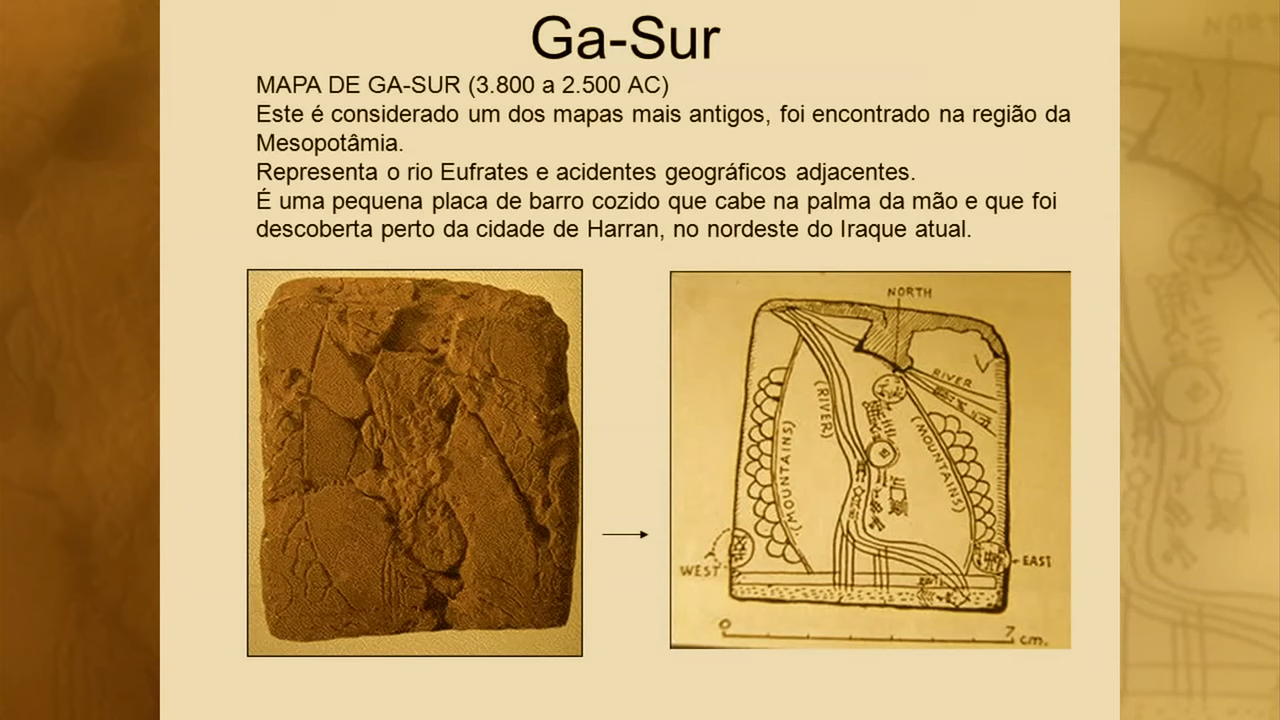 Ga-Sur
MAPA DE GA-SUR (3.800 a 2.500 AC)
Este é considerado um dos mapas mais antigos, foi encontrado na região da
Mesopotâmia.
Representa o rio Eufrates e acidentes geográficos adjacentes.
É uma pequena placa de barro cozido que cabe na palma da mão e que foi
descoberta perto da cidade de Harran, no nordeste do Iraque atual.
NORTH
RIVER
(RIVER)
(MOUNTAINS)
(MOUNTAINS)
WEST
EAST
0 7 cm.
NORT